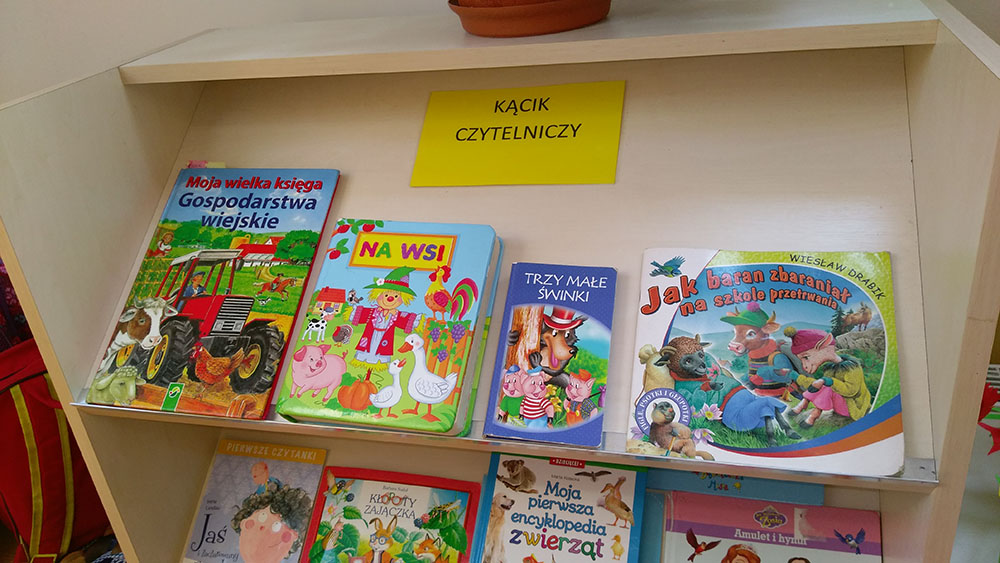 KĄCIK
CZYTELNICZY
Moja wielka księga
Gospodarstwa
wiejskie
NA WSI
TRZY MAŁE
ŚWINKI
WIESŁAW DRABIK
Jak baran zbaraniał
na szkole przetrwania
PIERWSZE CZYTANKI
Jaś
KŁOPOTY
ZAJĄCZKA
Moja
pierwsza
encyklopedia
zwierząt
Amulet i hymn